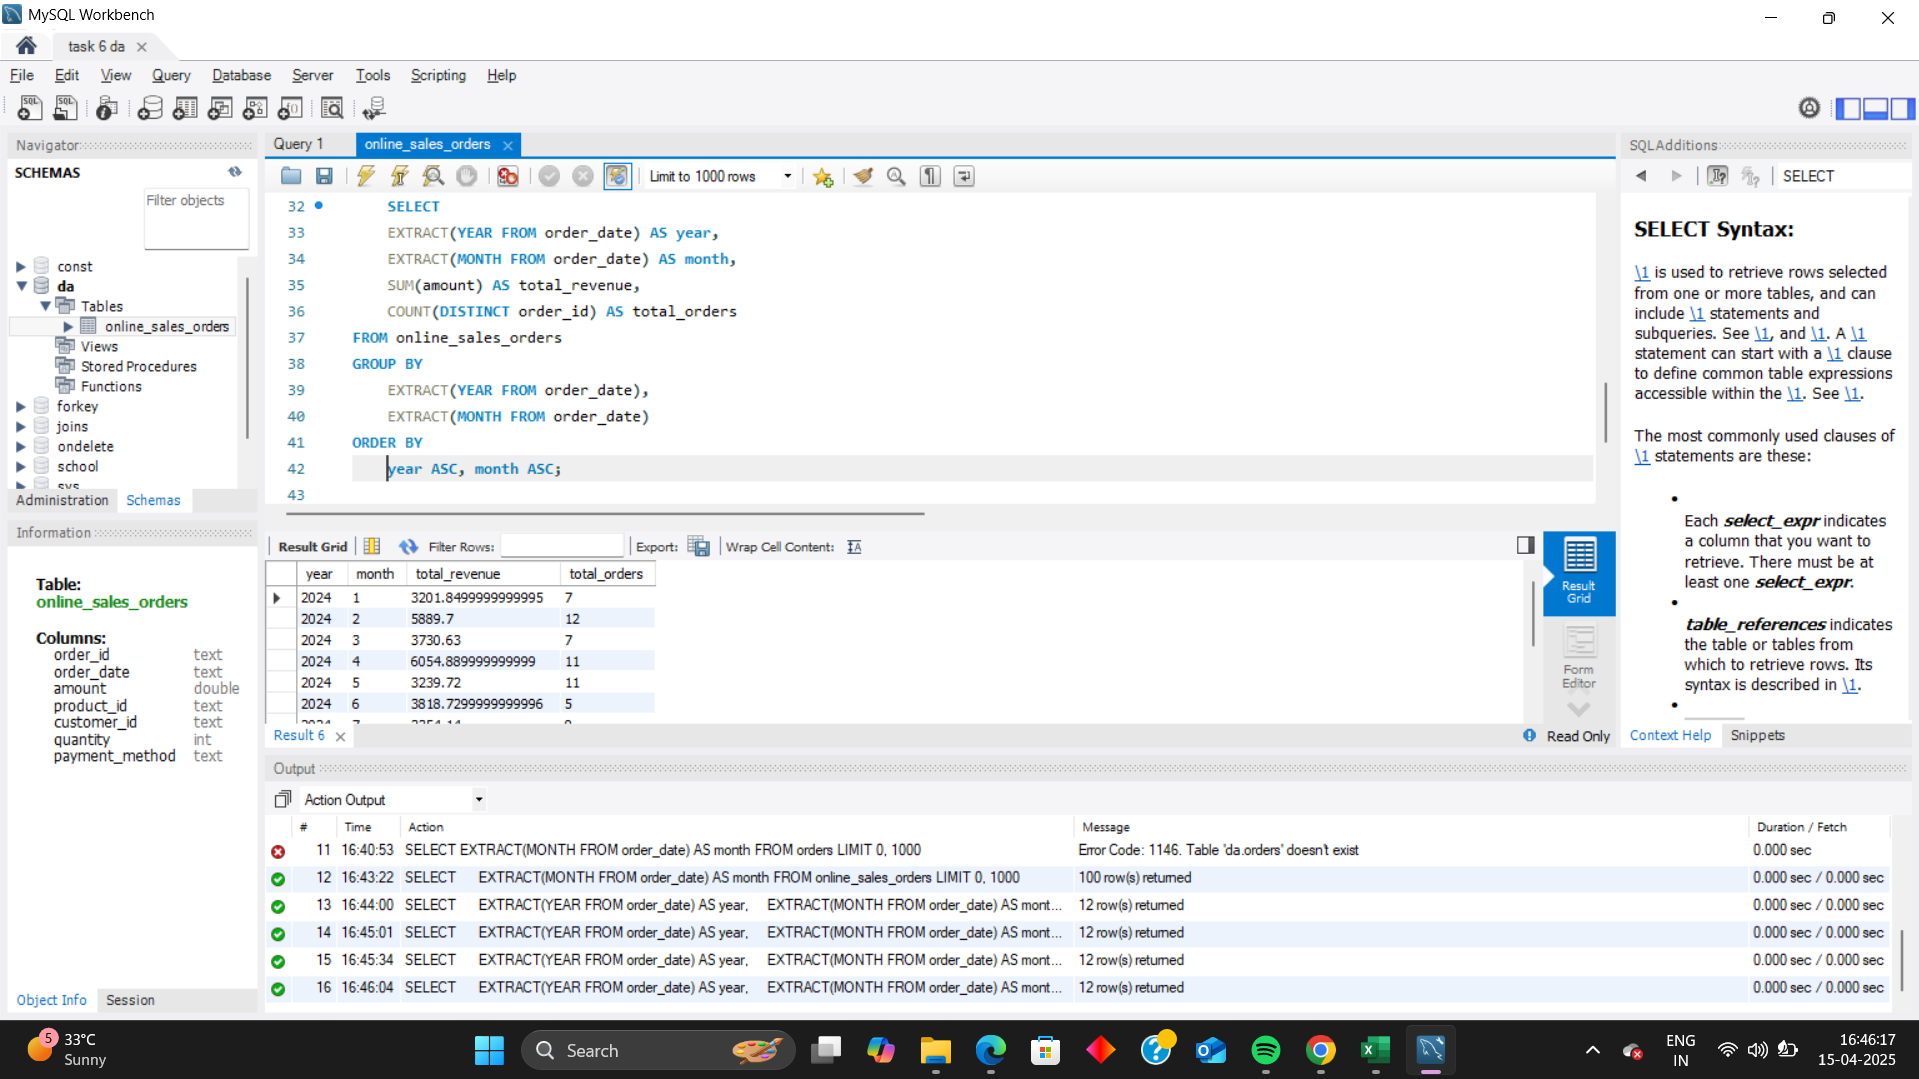 MySQL Workbench
task 6 da
File Edit View Query Database Server Tools Scripting Help
Navigator
SCHEMAS
Filter objects
const
da
Tables
online_sales_orders
Views
Stored Procedures
Functions
forkey
joins
ondelete
school
sys
Administration Schemas
Information
Table:
online_sales_orders
Columns:
order_id text
order_date text
amount double
product_id text
customer_id text
quantity int
payment_method text
Object Info Session
Query 1 online_sales_orders
Limit to 1000 rows
32 SELECT
33 EXTRACT(YEAR FROM order_date) AS year,
34 EXTRACT(MONTH FROM order_date) AS month,
35 SUM(amount) AS total_revenue,
36 COUNT(DISTINCT order_id) AS total_orders
37 FROM online_sales_orders
38 GROUP BY
39 EXTRACT(YEAR FROM order_date),
40 EXTRACT(MONTH FROM order_date)
41 ORDER BY
42 year ASC, month ASC;
43
Result Grid Filter Rows: Export: Wrap Cell Content:
year month total_revenue total_orders
2024 1 3201.8499999999995 7
2024 2 5889.7 12
2024 3 3730.63 7
2024 4 6054.889999999999 11
2024 5 3239.72 11
2024 6 3818.7299999999996 5
Result Grid
Form Editor
Result 6 Read Only
SQLAdditions
SELECT
SELECT Syntax:
\1 is used to retrieve rows selected
from one or more tables, and can
include \1 statements and
subqueries. See \1, and \1. A \1
statement can start with a \1 clause
to define common table expressions
accessible within the \1. See \1.
The most commonly used clauses of
\1 statements are these:
Each select_expr indicates
a column that you want to
retrieve. There must be at
least one select_expr.
table_references indicates
the table or tables from
which to retrieve rows. Its
syntax is described in \1.
Context Help Snippets
Output
Action Output
# Time Action Message Duration / Fetch
11 16:40:53 SELECT EXTRACT(MONTH FROM order_date) AS month FROM orders LIMIT 0, 1000 Error Code: 1146. Table 'da.orders' doesn't exist 0.000 sec
12 16:43:22 SELECT EXTRACT(MONTH FROM order_date) AS month FROM online_sales_orders LIMIT 0, 1000 100 row(s) returned 0.000 sec / 0.000 sec
13 16:44:00 SELECT EXTRACT(YEAR FROM order_date) AS year, EXTRACT(MONTH FROM order_date) AS mont... 12 row(s) returned 0.000 sec / 0.000 sec
14 16:45:01 SELECT EXTRACT(YEAR FROM order_date) AS year, EXTRACT(MONTH FROM order_date) AS mont... 12 row(s) returned 0.000 sec / 0.000 sec
15 16:45:34 SELECT EXTRACT(YEAR FROM order_date) AS year, EXTRACT(MONTH FROM order_date) AS mont... 12 row(s) returned 0.000 sec / 0.000 sec
16 16:46:04 SELECT EXTRACT(YEAR FROM order_date) AS year, EXTRACT(MONTH FROM order_date) AS mont... 12 row(s) returned 0.000 sec / 0.000 sec
5 33°C
Sunny
Search
ENG
IN
16:46:17
15-04-2025